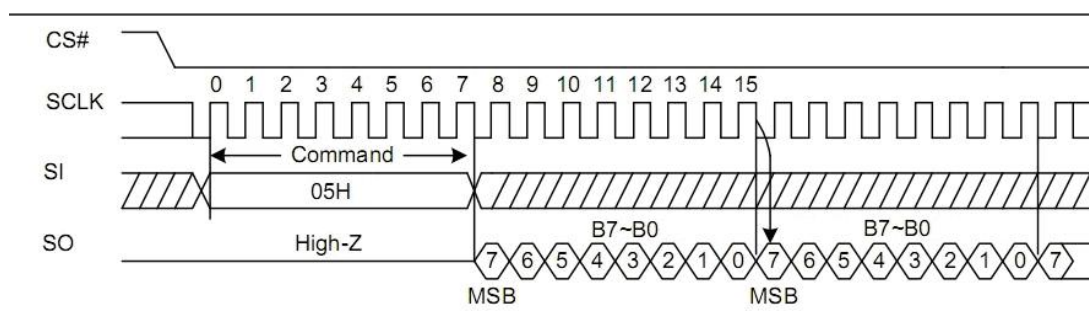 CS#
0 1 2 3 4 5 6 7 8 9 10 11 12 13 14 15
SCLK
Command
SI
05H
B7~B0 B7~B0
SO High-Z
7 6 5 4 3 2 1 0 7 6 5 4 3 2 1 0 7
MSB MSB